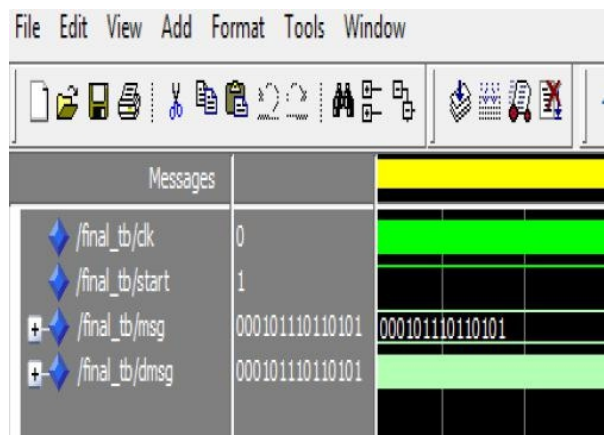 File Edit View Add Format Tools Window
Messages
/final_tb/clk 0
/final_tb/start 1
/final_tb/msg 000101110110101 000101110110101
/final_tb/dmsg 000101110110101